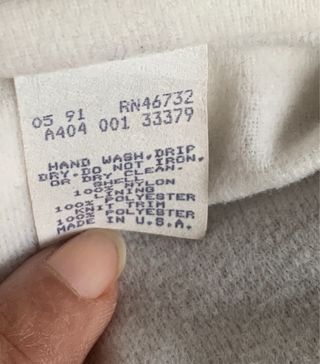 05 91 RN46732
A404 001 33379
HAND WASH, DRIP
DRY. DO NOT IRON,
OR DRY CLEAN.
SHELL
100% NYLON
LINING
100% POLYESTER
KNIT TRIM
100% POLYESTER
MADE IN U.S.A.